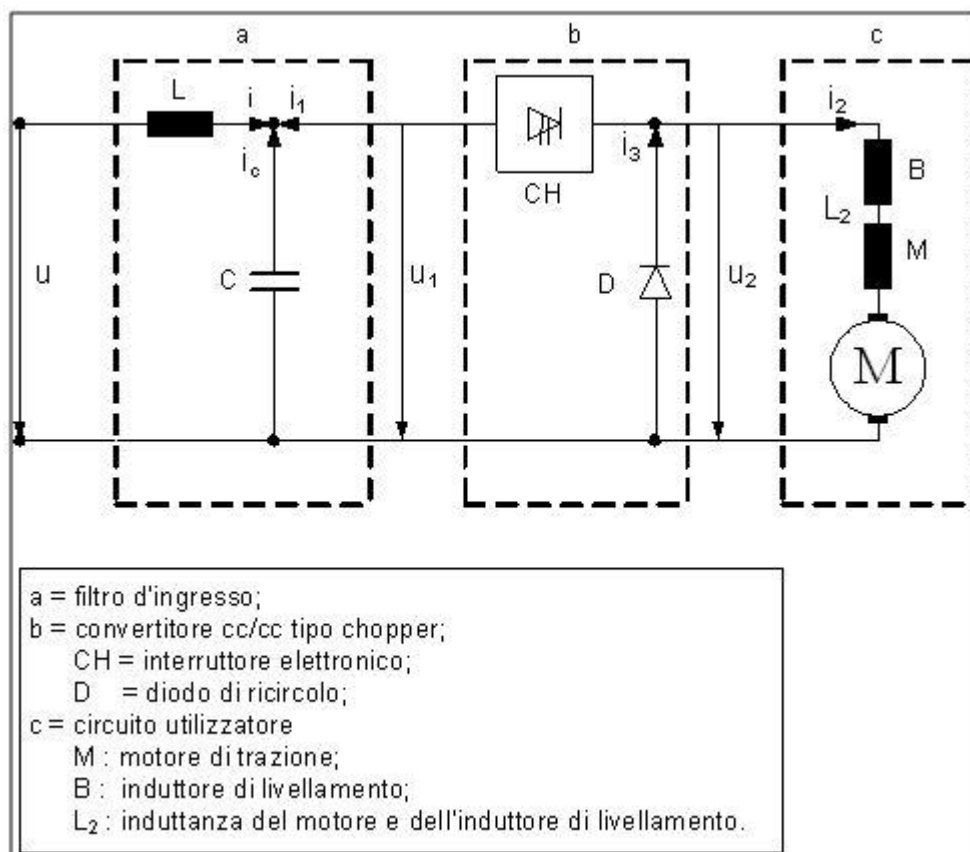 a b c
L i i₁ i₂
i_c i₃ B
CH L₂
M
u C u₁ D u₂
M
a = filtro d'ingresso;
b = convertitore cc/cc tipo chopper;
CH = interruttore elettronico;
D = diodo di ricircolo;
c = circuito utilizzatore
M : motore di trazione;
B : induttore di livellamento;
L₂ : induttanza del motore e dell'induttore di livellamento.